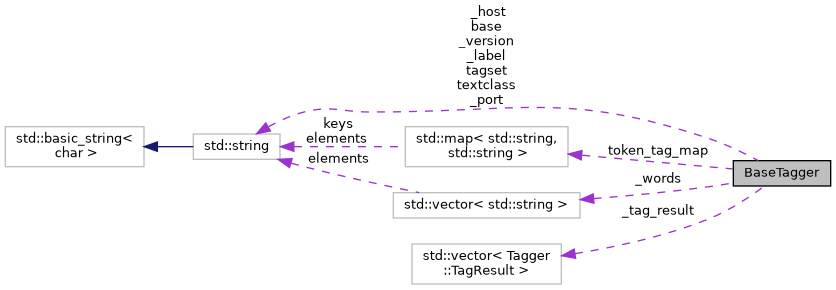 _host
base
_version
_label
tagset
textclass
_port
std::basic_string<
char >
std::string
keys
elements
elements
std::map< std::string,
std::string >
std::vector< std::string >
std::vector< Tagger
::TagResult >
token_tag_map
_words
_tag_result
BaseTagger